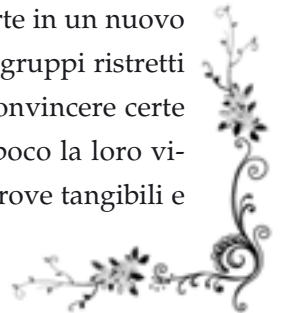 rte in un nuovo
gruppi ristretti
onvincere certe
poco la loro vi-
rove tangibili e